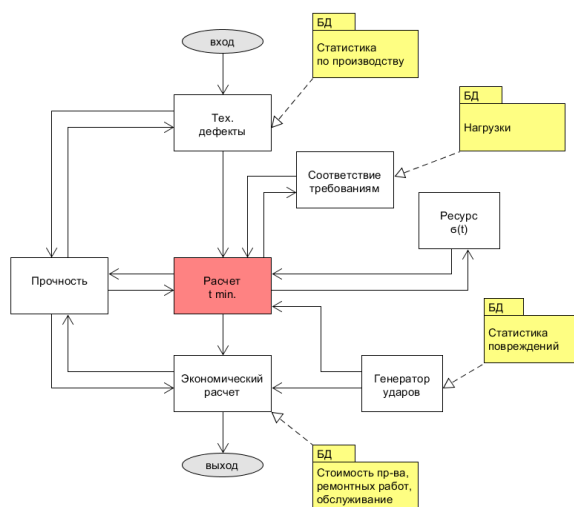 вход
БД
Статистика
по производству
Тех.
дефекты
БД
Нагрузки
Соответствие
требованиям
Ресурс
б(t)
Прочность
Расчет
t min.
БД
Статистика
повреждений
Экономический
расчет
Генератор
ударов
выход
БД
Стоимость пр-ва,
ремонтных работ,
обслуживание